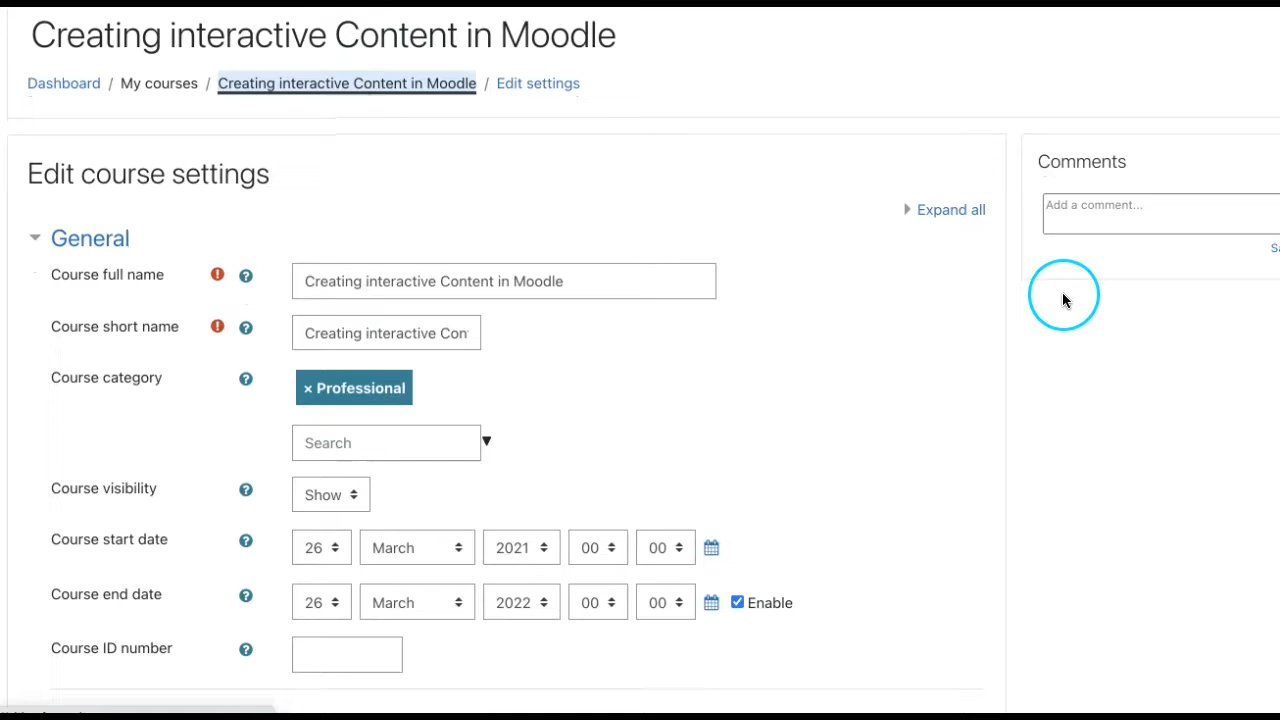 Creating interactive Content in Moodle
Dashboard / My courses / Creating interactive Content in Moodle / Edit settings
Edit course settings
Expand all
General
Course full name ! ? Creating interactive Content in Moodle
Course short name ! ? Creating interactive Con
Course category ? × Professional
Search
Course visibility ? Show
Course start date ? 26 March 2021 00 00
Course end date ? 26 March 2022 00 00 Enable
Course ID number ?
Comments
Add a comment...